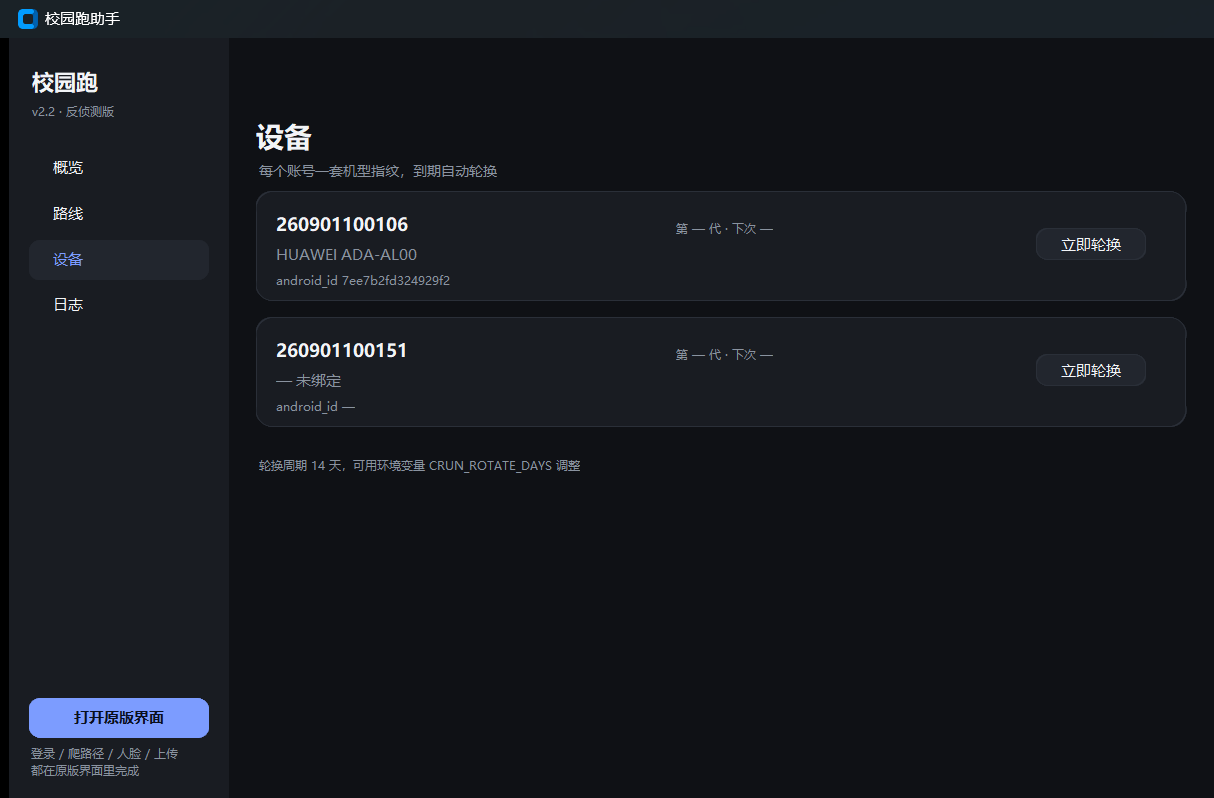 校园跑助手
校园跑
v2.2 · 反侦测版
概览
路线
设备
日志
打开原版界面
登录 / 爬路径 / 人脸 / 上传
都在原版界面里完成
设备
每个账号一套机型指纹，到期自动轮换
260901100106
第 — 代 · 下次 —
HUAWEI ADA-AL00
立即轮换
android_id 7ee7b2fd324929f2
260901100151
第 — 代 · 下次 —
— 未绑定
立即轮换
android_id —
轮换周期 14 天，可用环境变量 CRUN_ROTATE_DAYS 调整